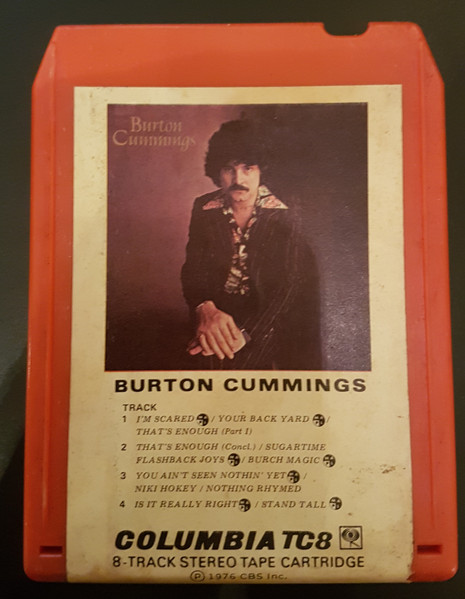 Burton
Cummings
BURTON CUMMINGS
TRACK
1 I'M SCARED / YOUR BACK YARD /
THAT'S ENOUGH (Part I)
2 THAT'S ENOUGH (Concl.) / SUGARTIME
FLASHBACK JOYS / BURCH MAGIC
3 YOU AIN'T SEEN NOTHIN' YET /
NIKI HOKEY / NOTHING RHYMED
4 IS IT REALLY RIGHT / STAND TALL
COLUMBIA TC8
8-TRACK STEREO TAPE CARTRIDGE
Ⓟ 1976 CBS Inc.